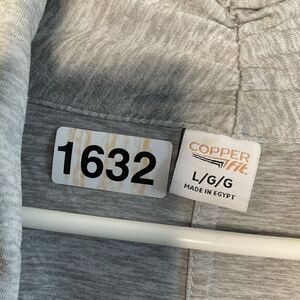 1632
COPPER
Fit
L/G/G
MADE IN EGYPT